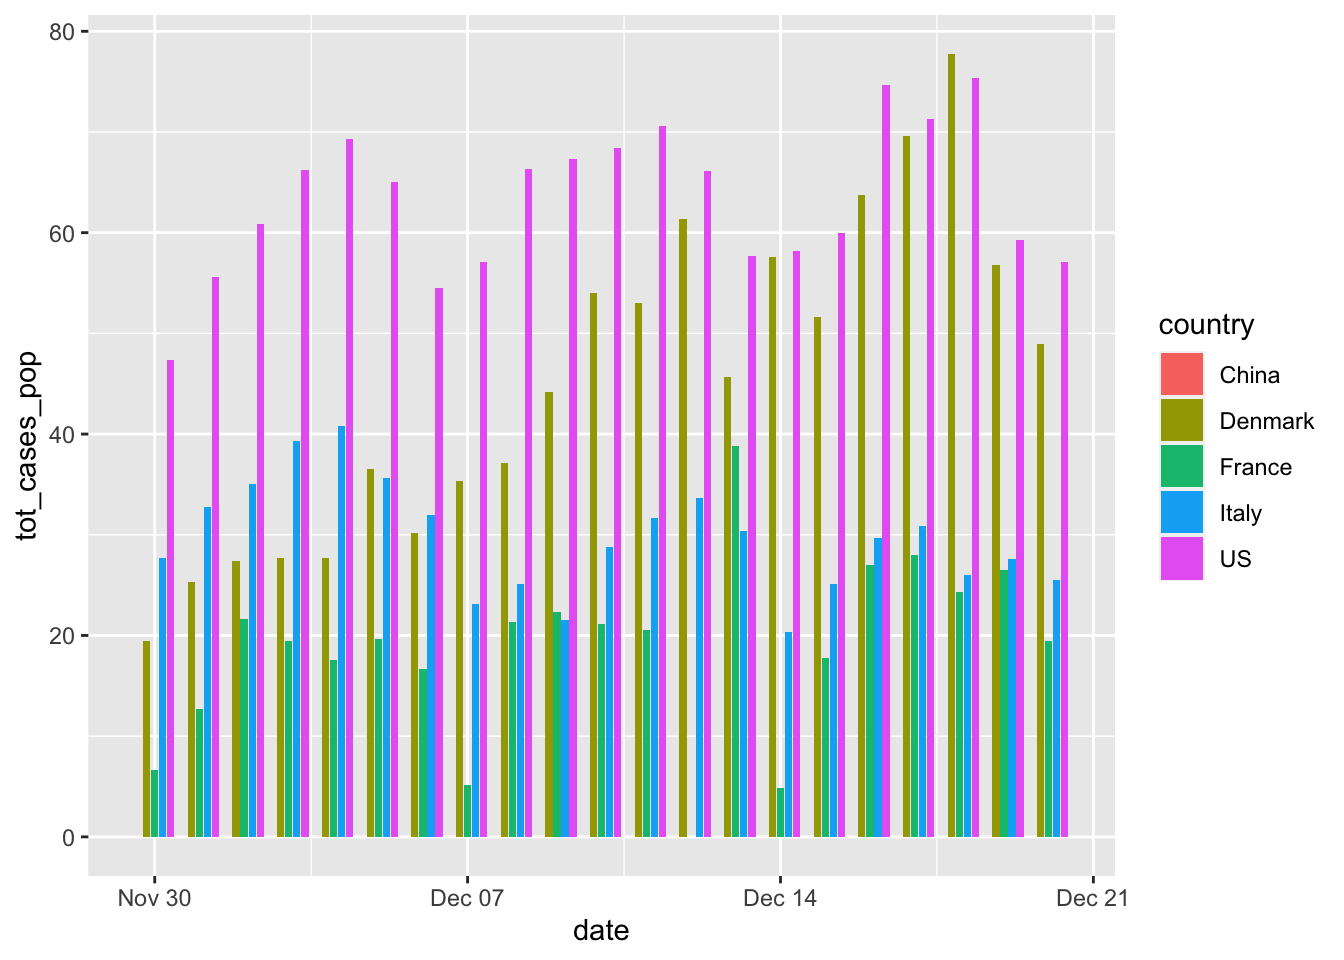 80
60
40
20
0
tot_cases_pop
Nov 30
Dec 07
Dec 14
Dec 21
date
country
China
Denmark
France
Italy
US